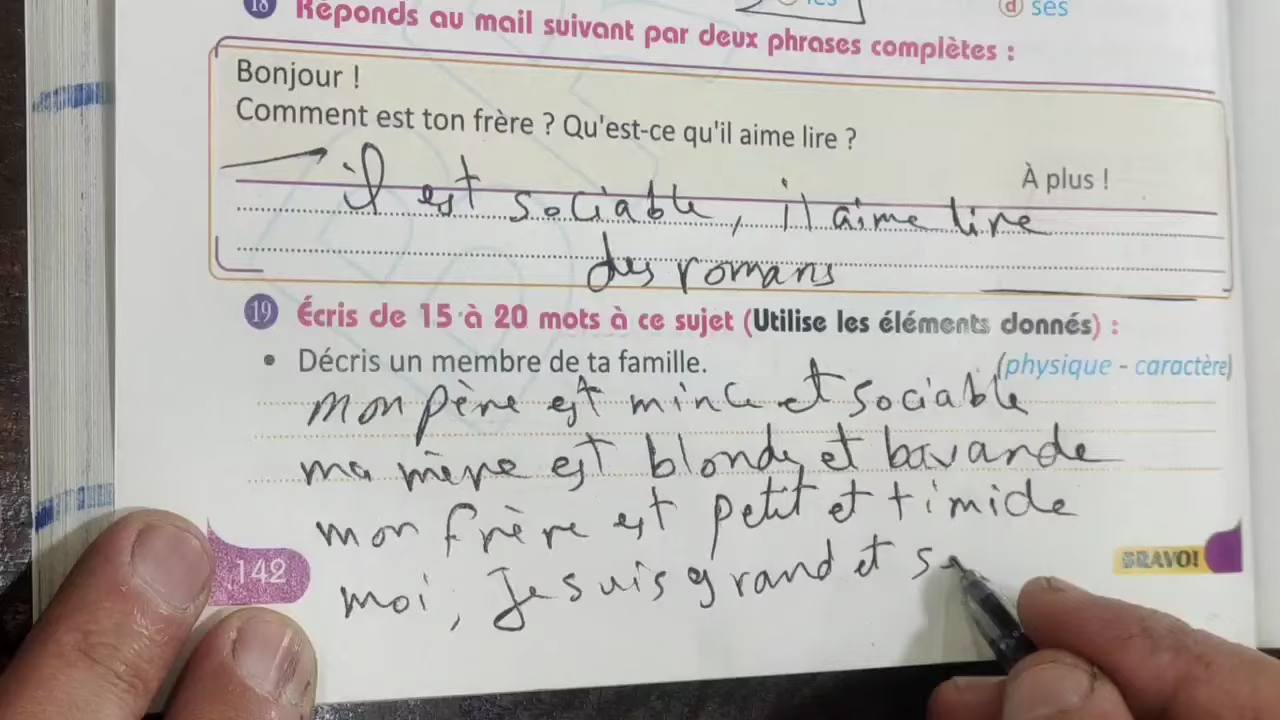 18 Réponds au mail suivant par deux phrases complètes :
d ses
Bonjour !
Comment est ton frère ? Qu'est-ce qu'il aime lire ?
À plus !
il est sociable, il aime lire
des romans
19 Écris de 15 à 20 mots à ce sujet (Utilise les éléments donnés) :
• Décris un membre de ta famille.
(physique - caractère)
mon père est mince et sociable
ma mère est blonde et bavarde
mon frère est petit et timide
moi, Je suis grand et s
142
BRAVO!